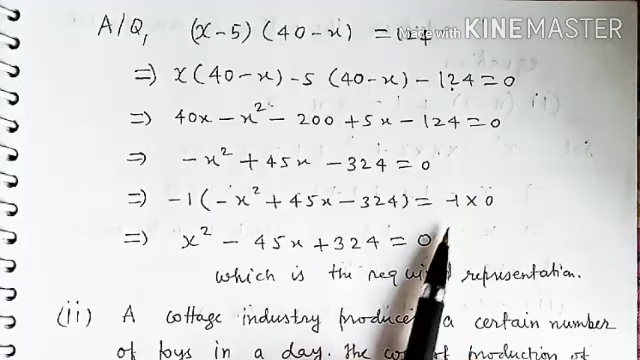 Made with KINEMASTER
A/Q, (x-5) (40-x) = 124
=) x(40-x) -5 (40-x) - 124 = 0
=) 40x - x² - 200 + 5x - 124 = 0
=) -x² + 45x - 324 = 0
=) -1(-x² + 45x - 324) = -1 × 0
=) x² - 45x + 324 = 0
which is the required representation.
(ii) A cottage industry produces a certain number
of toys in a day. The cost of production of